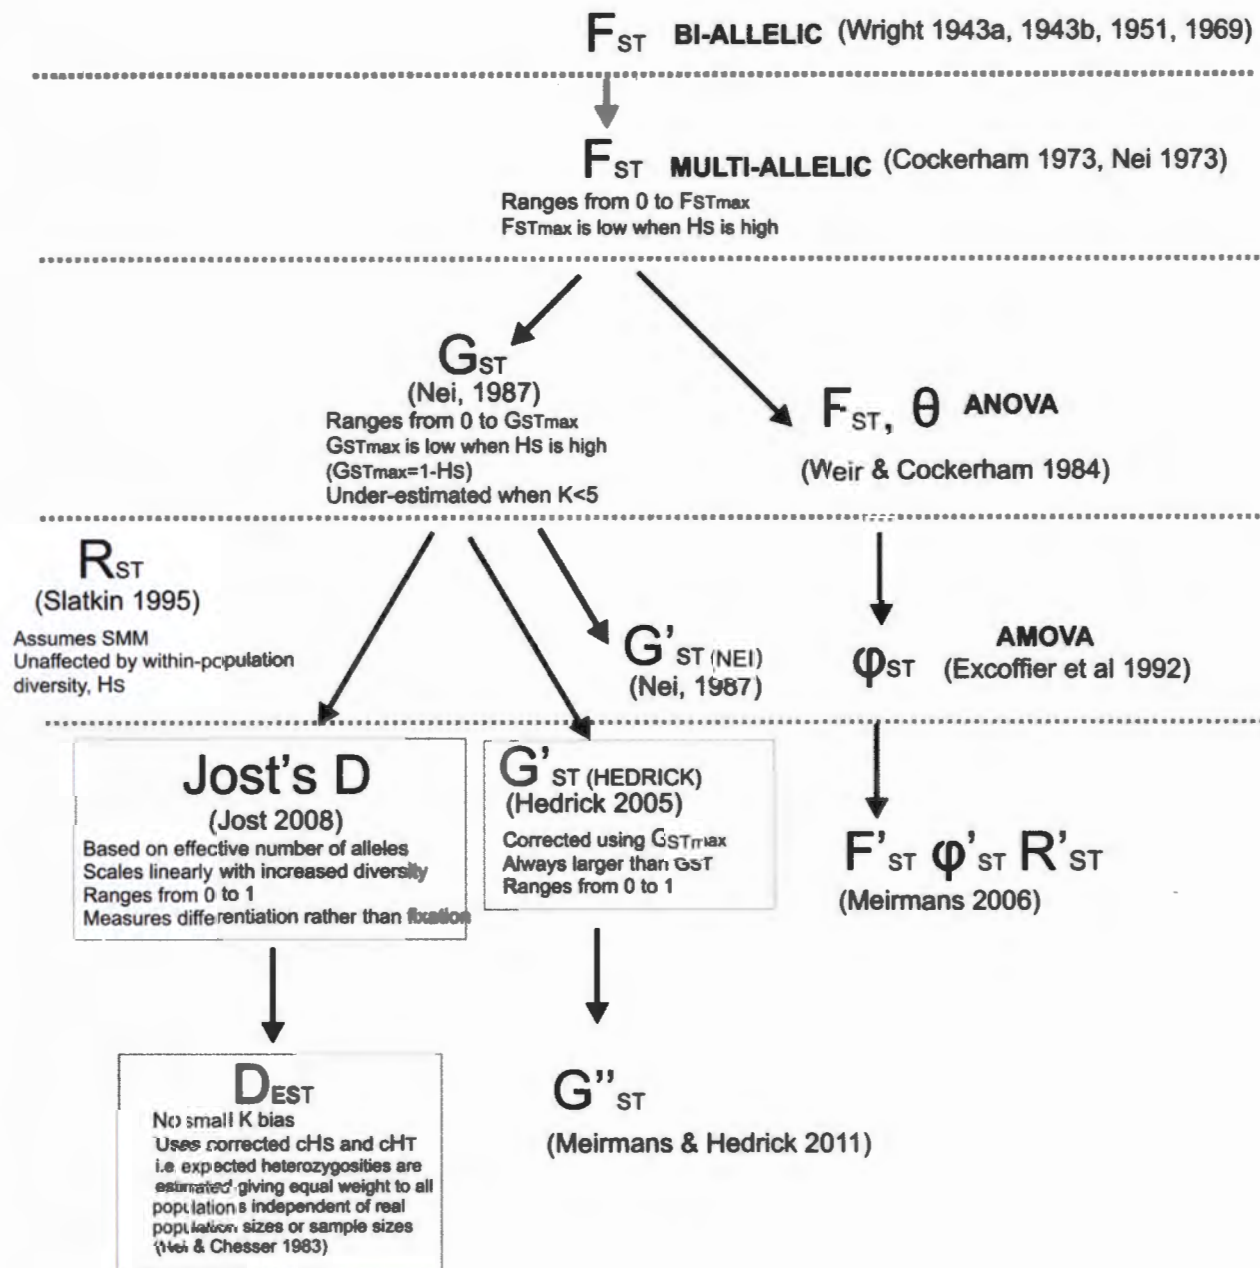 FST BI-ALLELIC (Wright 1943a, 1943b, 1951, 1969)
FST MULTI-ALLELIC (Cockerham 1973, Nei 1973)
Ranges from 0 to FSTmax
FSTmax is low when HS is high
GST
(Nei, 1987)
Ranges from 0 to GSTmax
GSTmax is low when HS is high
(GSTmax=1-HS)
Under-estimated when K<5
FST, θ ANOVA
(Weir & Cockerham 1984)
RST
(Slatkin 1995)
Assumes SMM
Unaffected by within-population
diversity, HS
G'ST (NEI)
(Nei, 1987)
φST
AMOVA
(Excoffier et al 1992)
Jost's D
(Jost 2008)
Based on effective number of alleles
Scales linearly with increased diversity
Ranges from 0 to 1
Measures differentiation rather than fixation
G'ST (HEDRICK)
(Hedrick 2005)
Corrected using GSTmax
Always larger than GST
Ranges from 0 to 1
F'ST φ'ST R'ST
(Meirmans 2006)
DEST
No small K bias
Uses corrected cHS and cHT
i.e expected heterozygosities are
estimated giving equal weight to all
populations independent of real
population sizes or sample sizes
(Nei & Chesser 1983)
G''ST
(Meirmans & Hedrick 2011)